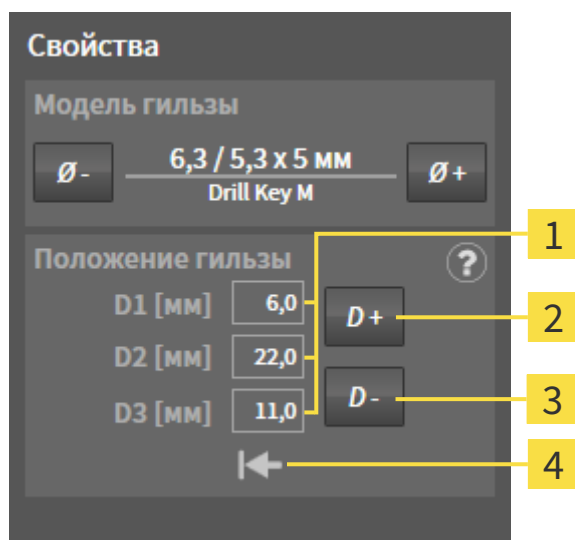 Свойства
Модель гильзы
Ø - 6,3 / 5,3 x 5 мм Ø +
Drill Key M
1
Положение гильзы ?
D1 [мм] 6,0 D + 2
D2 [мм] 22,0
D3 [мм] 11,0 D - 3
4